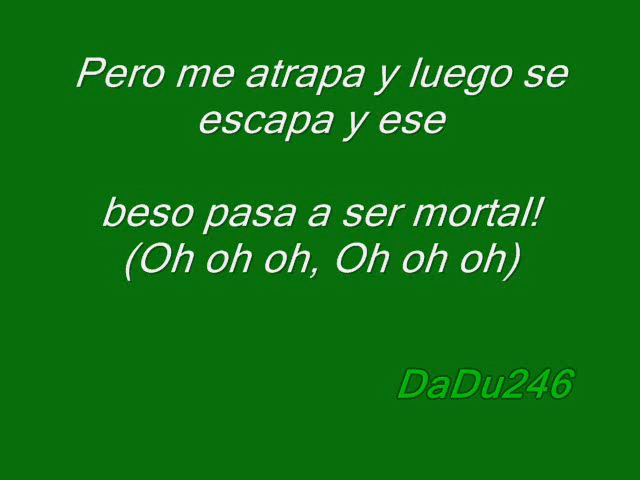 Pero me atrapa y luego se
escapa y ese
beso pasa a ser mortal!
(Oh oh oh, Oh oh oh)
DaDu246